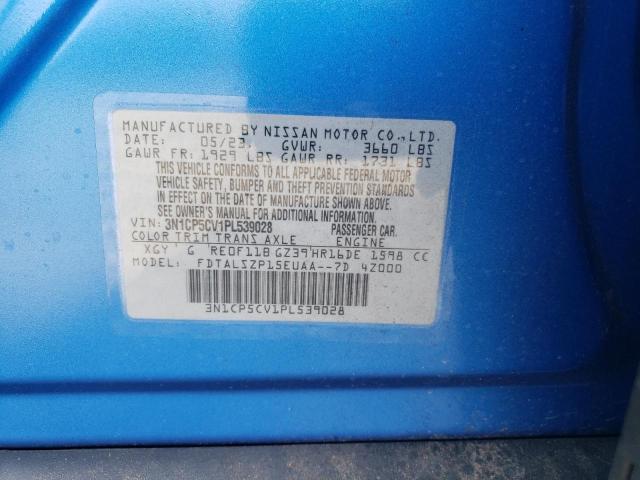 MANUFACTURED BY NISSAN MOTOR CO.,LTD.
DATE: 05/23 GVWR: 3660 LBS
GAWR FR: 1929 LBS GAWR RR: 1731 LBS
THIS VEHICLE CONFORMS TO ALL APPLICABLE FEDERAL MOTOR
VEHICLE SAFETY, BUMPER AND THEFT PREVENTION STANDARDS
IN EFFECT ON THE DATE OF MANUFACTURE SHOWN ABOVE.
SEE OWNER'S MANUAL FOR ADDITIONAL INFORMATION.
VIN: 3N1CP5CV1PL539028 PASSENGER CAR
COLOR TRIM TRANS AXLE ENGINE
XGY G RE0F11B GZ39 HR16DE 1598 CC
MODEL: FDTALSZP15EUAA--7D 4Z000
3N1CP5CV1PL539028